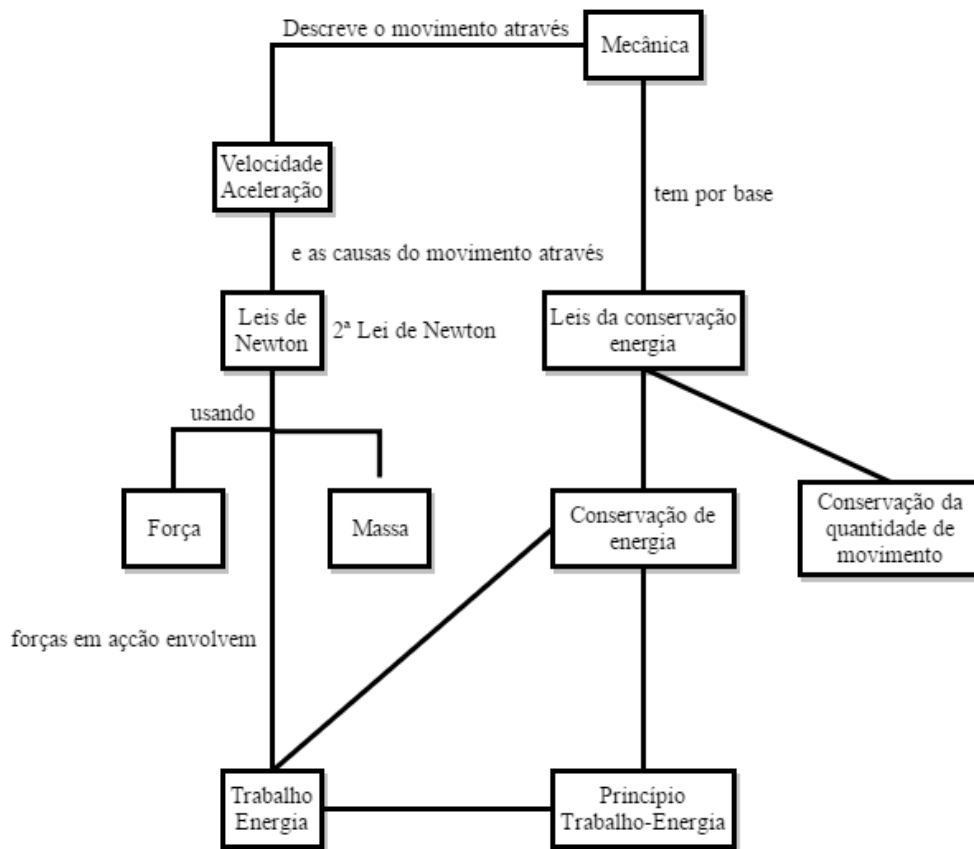 Descreve o movimento através
Mecânica
Velocidade
Aceleração
tem por base
e as causas do movimento através
Leis de
Newton
2ª Lei de Newton
Leis da conservação
energia
usando
Força
Massa
Conservação de
energia
Conservação da
quantidade de
movimento
forças em açcão envolvem
Trabalho
Energia
Princípio
Trabalho-Energia